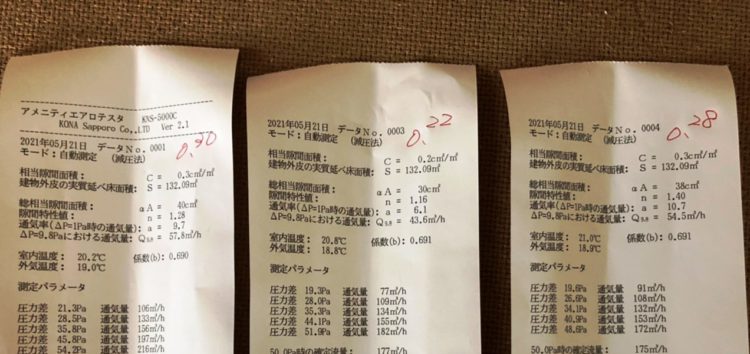 アメニティエアロテスタ KNS-5000C
KONA Sapporo Co,.LTD Ver 2.1
2021年05月21日 データNo.0001
モード:自動測定 (減圧法)
0,30
相当隙間面積: C = 0.3c㎡/㎡
建物外皮の実質延べ床面積: S = 132.09㎡
総相当隙間面積: αA = 40c㎡
隙間特性値: n = 1.28
通気率(ΔP=1Pa時の通気量): a = 9.7
ΔP=9.8Paにおける通気量: Q9.8 = 57.8㎥/h
室内温度: 20.2℃ 係数(b): 0.690
外気温度: 19.0℃
測定パラメータ
圧力差 21.3Pa 通気量 106㎥/h
圧力差 28.5Pa 通気量 133㎥/h
圧力差 35.8Pa 通気量 156㎥/h
圧力差 45.8Pa 通気量 197㎥/h
圧力差 54.2Pa 通気量 216㎥/h
2021年05月21日 データNo.0003
モード:自動測定 (減圧法)
0,22
相当隙間面積: C = 0.2c㎡/㎡
建物外皮の実質延べ床面積: S = 132.09㎡
総相当隙間面積: αA = 30c㎡
隙間特性値: n = 1.16
通気率(ΔP=1Pa時の通気量): a = 6.1
ΔP=9.8Paにおける通気量: Q9.8 = 43.6㎥/h
室内温度: 20.8℃ 係数(b): 0.691
外気温度: 18.8℃
測定パラメータ
圧力差 19.3Pa 通気量 77㎥/h
圧力差 28.0Pa 通気量 109㎥/h
圧力差 35.3Pa 通気量 134㎥/h
圧力差 44.1Pa 通気量 155㎥/h
圧力差 51.9Pa 通気量 182㎥/h
50.0Pa時の確定流量: 177㎥/h
2021年05月21日 データNo.0004
モード:自動測定 (減圧法)
0,28
相当隙間面積: C = 0.3c㎡/㎡
建物外皮の実質延べ床面積: S = 132.09㎡
総相当隙間面積: αA = 38c㎡
隙間特性値: n = 1.40
通気率(ΔP=1Pa時の通気量): a = 10.7
ΔP=9.8Paにおける通気量: Q9.8 = 54.5㎥/h
室内温度: 21.0℃ 係数(b): 0.691
外気温度: 18.9℃
測定パラメータ
圧力差 19.6Pa 通気量 91㎥/h
圧力差 26.6Pa 通気量 108㎥/h
圧力差 34.1Pa 通気量 132㎥/h
圧力差 40.9Pa 通気量 153㎥/h
圧力差 48.6Pa 通気量 172㎥/h
50.0Pa時の確定流量: 175㎥/h